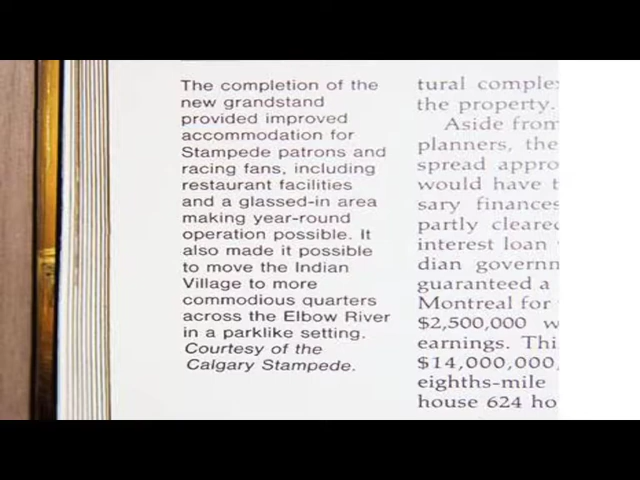 The completion of the
new grandstand
provided improved
accommodation for
Stampede patrons and
racing fans, including
restaurant facilities
and a glassed-in area
making year-round
operation possible. It
also made it possible
to move the Indian
Village to more
commodious quarters
across the Elbow River
in a parklike setting.
Courtesy of the
Calgary Stampede.
tural
the property.
Aside from
planners, the
spread
would have
sary finances
partly
interest loan
dian
guaranteed a
Montreal for
$2,500,000
earnings.
$14,000,000,
eighths-mile
house 624